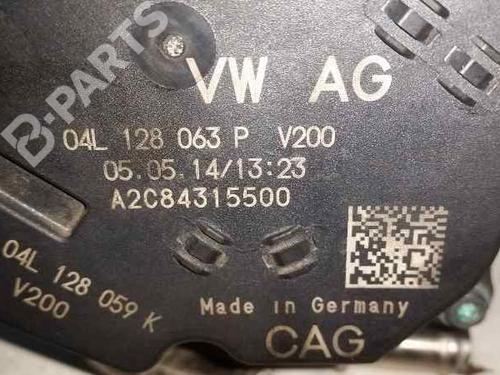 B-PARTS
VW AG
04L 128 063 P V200
05.05.14/13:23
A2C84315500
04L 128 059 K
V200
Made in Germany
CAG